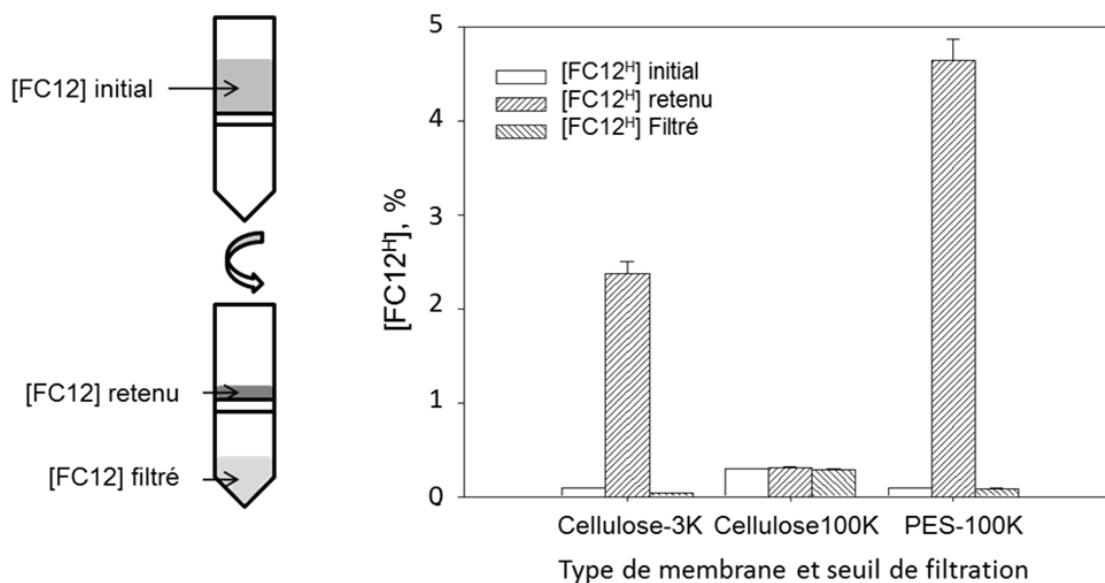 [FC12] initial
[FC12] retenu
[FC12] filtré
5
4
3
2
1
0
[FC12ᴴ], %
[FC12ᴴ] initial
[FC12ᴴ] retenu
[FC12ᴴ] Filtré
Cellulose-3K Cellulose100K PES-100K
Type de membrane et seuil de filtration